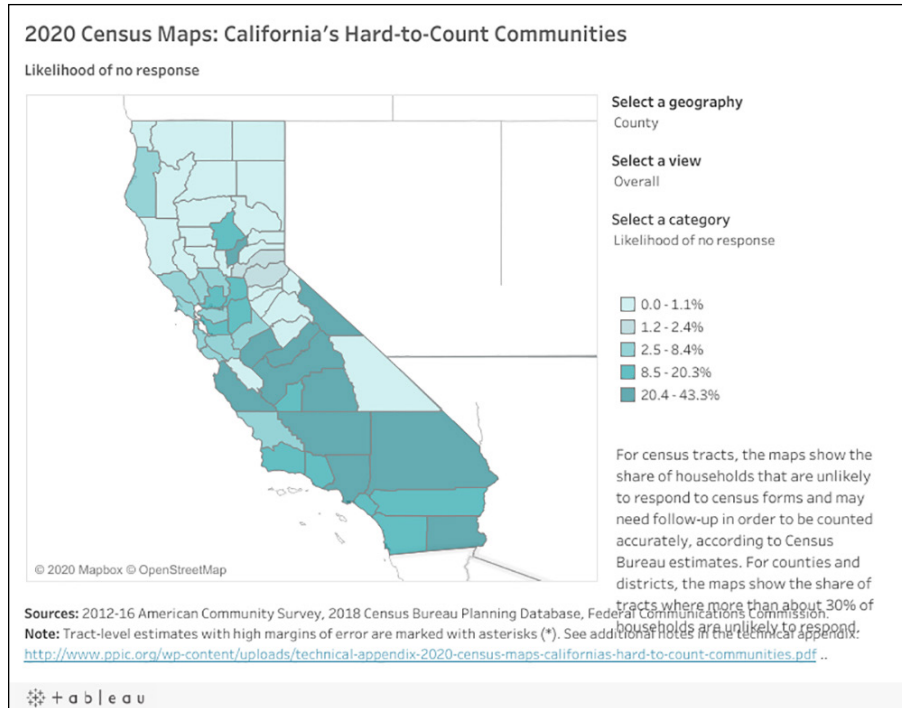 2020 Census Maps: California's Hard-to-Count Communities
Likelihood of no response
Select a geography
County
Select a view
Overall
Select a category
Likelihood of no response
0.0 - 1.1%
1.2 - 2.4%
2.5 - 8.4%
8.5 - 20.3%
20.4 - 43.3%
For census tracts, the maps show the
share of households that are unlikely
to respond to census forms and may
need follow-up in order to be counted
accurately, according to Census
Bureau estimates. For counties and
districts, the maps show the share of
tracts where more than about 30% of
households are unlikely to respond.
© 2020 Mapbox © OpenStreetMap
Sources: 2012-16 American Community Survey, 2018 Census Bureau Planning Database, Federal Communications Commission.
Note: Tract-level estimates with high margins of error are marked with asterisks (*). See additional notes in the technical appendix:
http://www.ppic.org/wp-content/uploads/technical-appendix-2020-census-maps-californias-hard-to-count-communities.pdf ..
+ a b | e a u